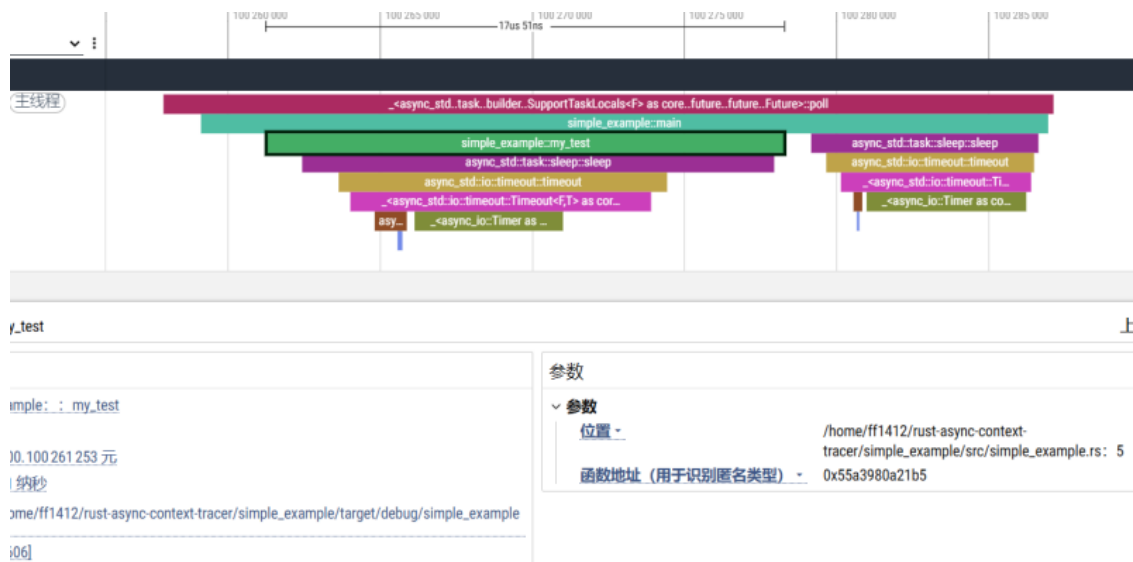 100 260 000 100 265 000 100 270 000 100 275 000 100 280 000 100 285 000
17us 51ns
主线程
_<async_std..task..builder..SupportTaskLocals<F> as core..future..future..Future>::poll
simple_example::main
simple_example::my_test async_std::task::sleep::sleep
async_std::task::sleep::sleep async_std::io::timeout::timeout
async_std::io::timeout::timeout _<async_std::io::timeout::Ti...
_<async_std::io::timeout::Timeout<F,T> as cor... _<async_io::Timer as co...
asy... _<async_io::Timer as ...
y_test 上
参数
参数
ample：：my_test
位置 /home/ff1412/rust-async-context-
tracer/simple_example/src/simple_example.rs：5
00.100 261 253 元
函数地址（用于识别匿名类型） 0x55a3980a21b5
纳秒
ome/ff1412/rust-async-context-tracer/simple_example/target/debug/simple_example
606]